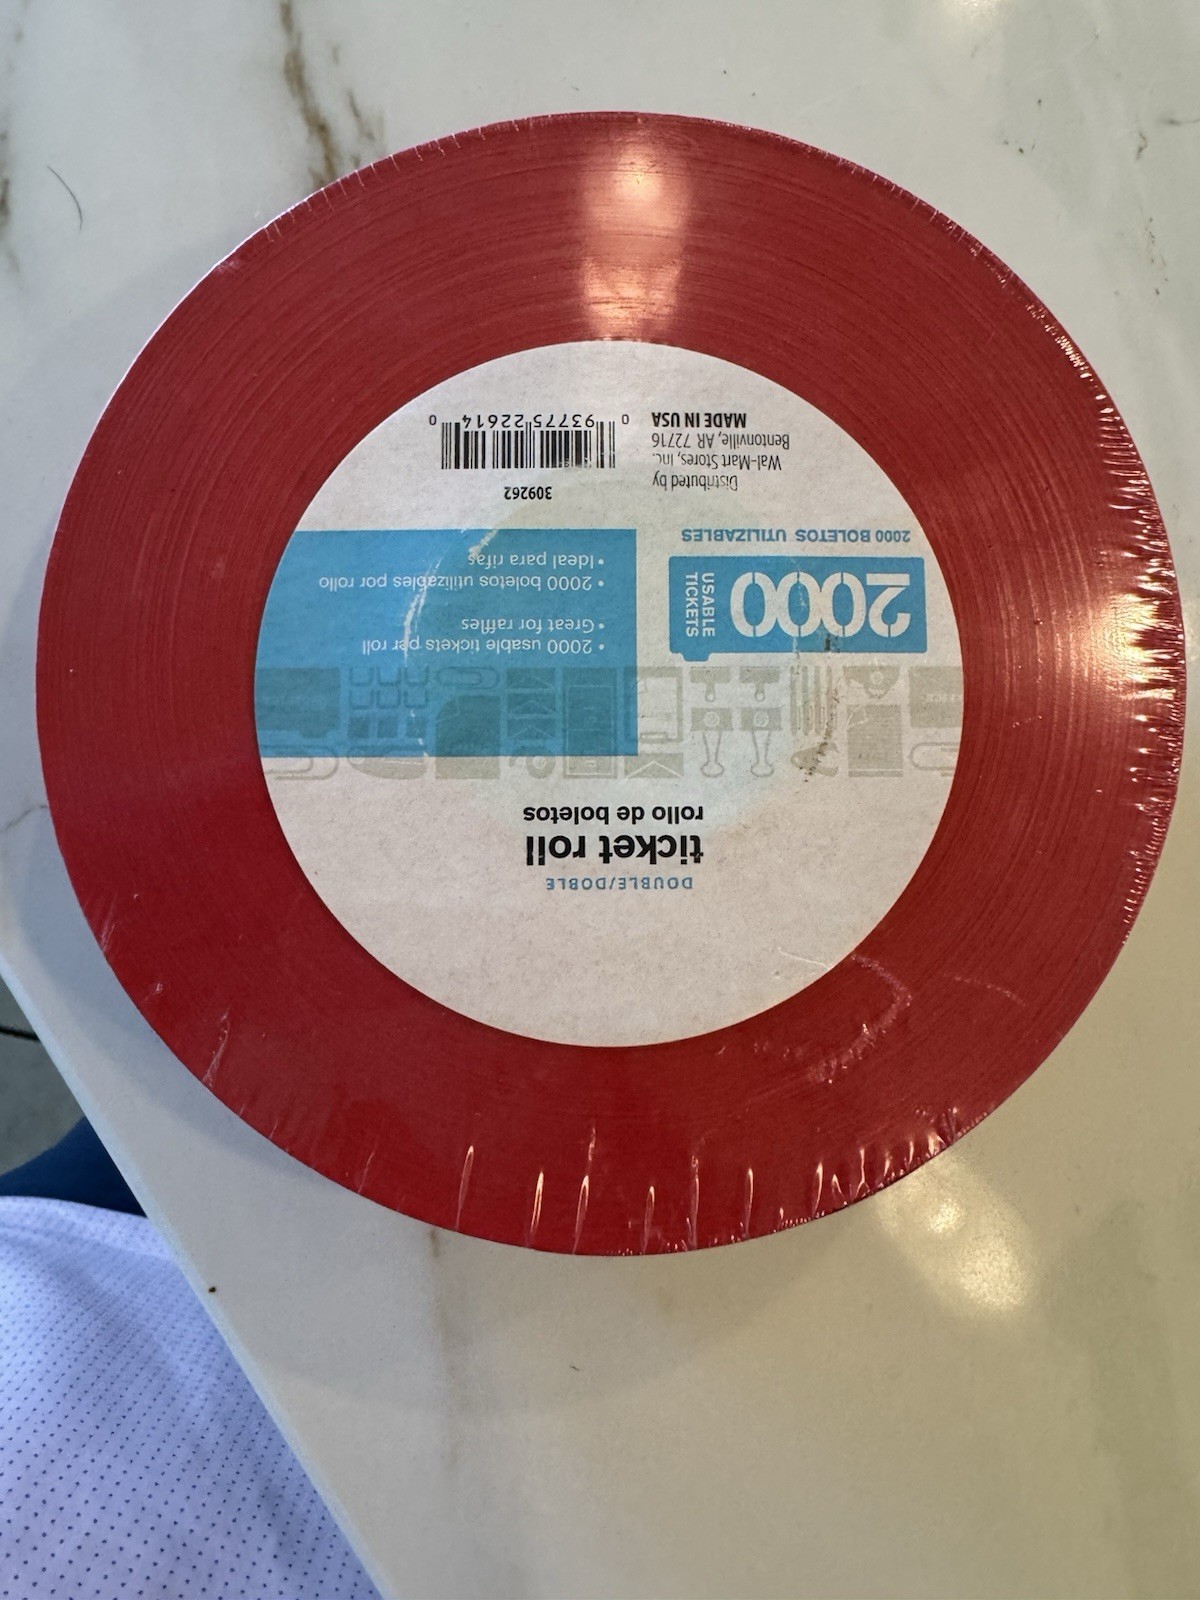 DOUBLE/DOBLE
ticket roll
rollo de boletos
2000
USABLE
TICKETS
2000 BOLETOS UTILIZABLES
• 2000 usable tickets per roll
• Great for raffles
• 2000 boletos utilizables por rollo
• Ideal para rifas
Distributed by
Wal-Mart Stores, Inc.
Bentonville, AR 72716
MADE IN USA
309262
0 93775 22614 0